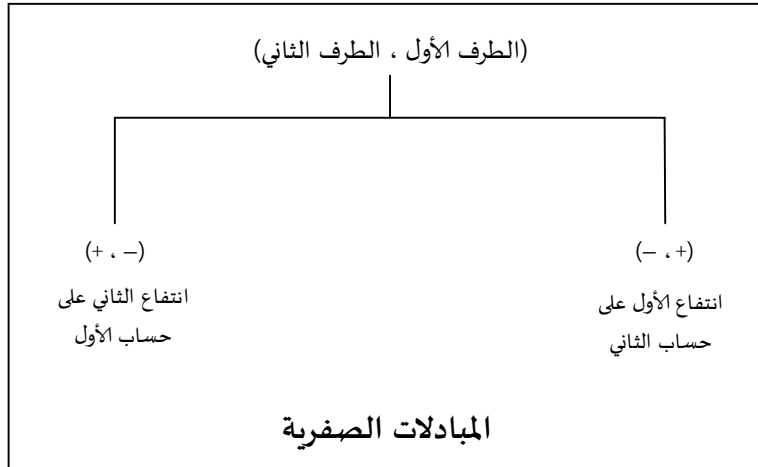 (الطرف الأول ، الطرف الثاني)
(+، –)
انتفاع الأول على
حساب الثاني
(– ، +)
انتفاع الثاني على
حساب الأول
المبادلات الصفرية